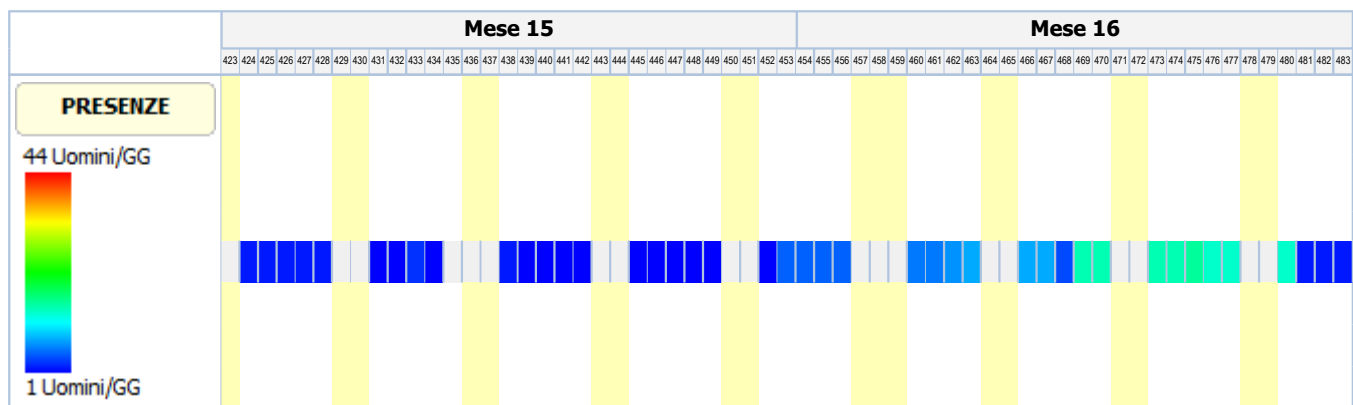 Mese 15 Mese 16
423 424 425 426 427 428 429 430 431 432 433 434 435 436 437 438 439 440 441 442 443 444 445 446 447 448 449 450 451 452 453 454 455 456 457 458 459 460 461 462 463 464 465 466 467 468 469 470 471 472 473 474 475 476 477 478 479 480 481 482 483
PRESENZE
44 Uomini/GG
1 Uomini/GG